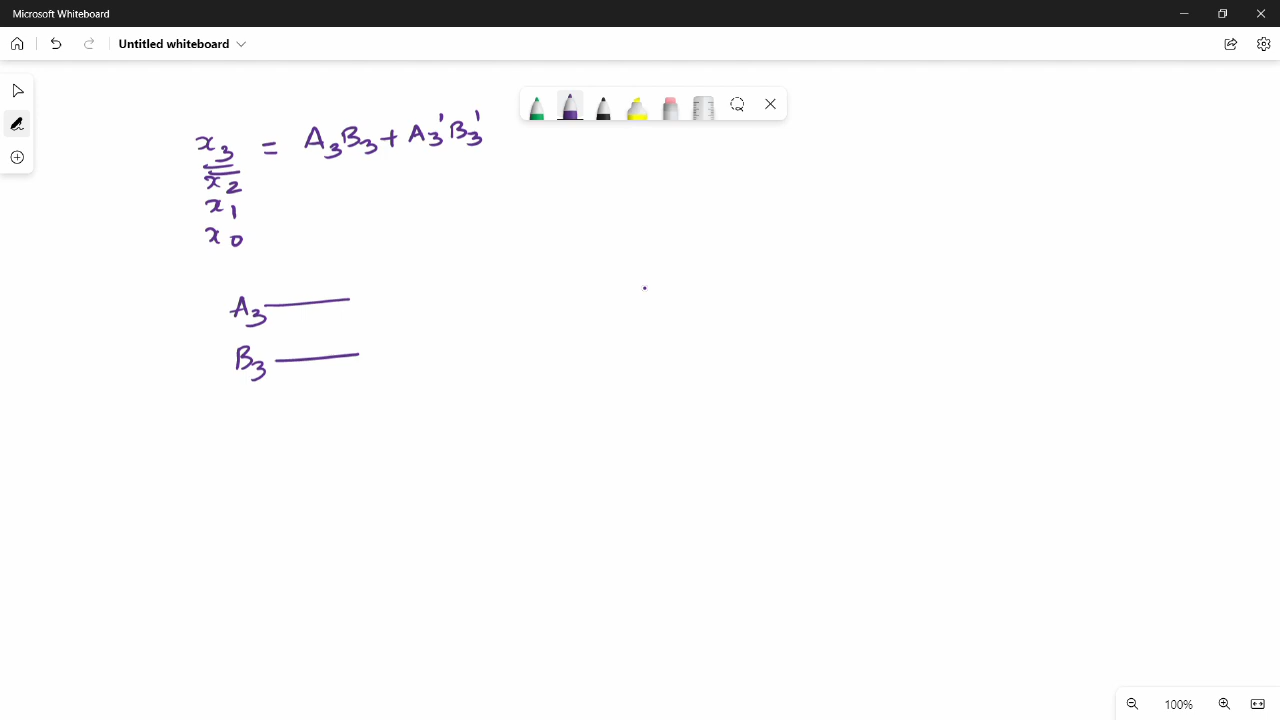 Microsoft Whiteboard
Untitled whiteboard
x₃ = A₃B₃ + A₃' B₃'
x₂
x₁
x₀
A₃
B₃
100%